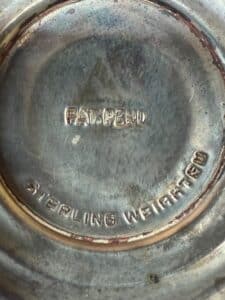 PAT. PEND
STERLING WEIGHTED